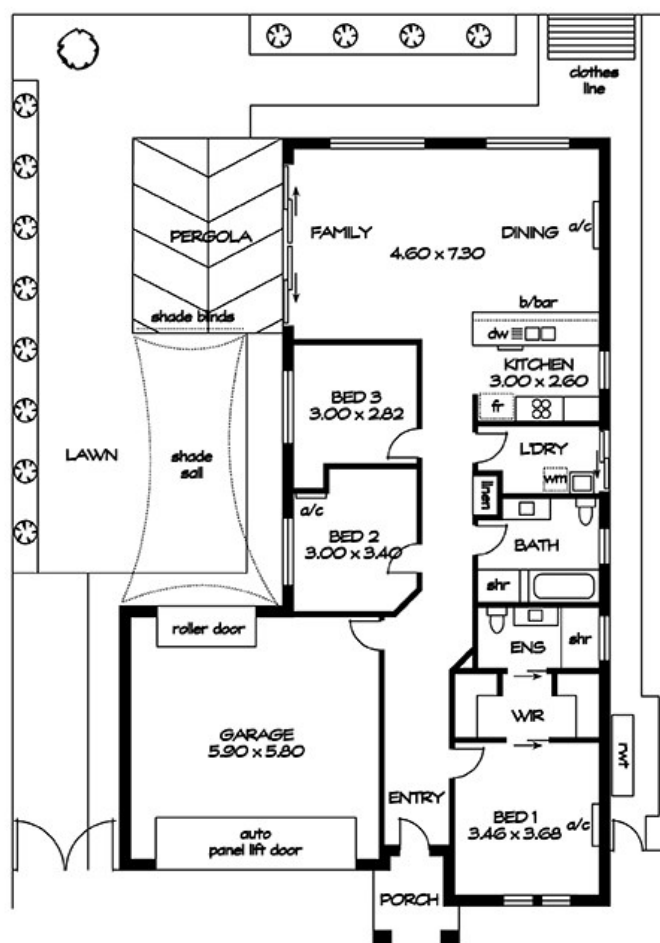 clothes
line
PERGOLA
FAMILY
DINING
a/c
4.60 x 7.30
shade blinds
b/bar
dw
KITCHEN
3.00 x 2.60
fr
BED 3
3.00 x 2.82
LAWN
shade
sail
L'DRY
wm
linen
a/c
BED 2
3.00 x 3.40
BATH
shr
roller door
ENS
shr
WIR
GARAGE
5.90 x 5.80
rwt
ENTRY
BED 1
3.46 x 3.68
a/c
auto
panel lift door
PORCH